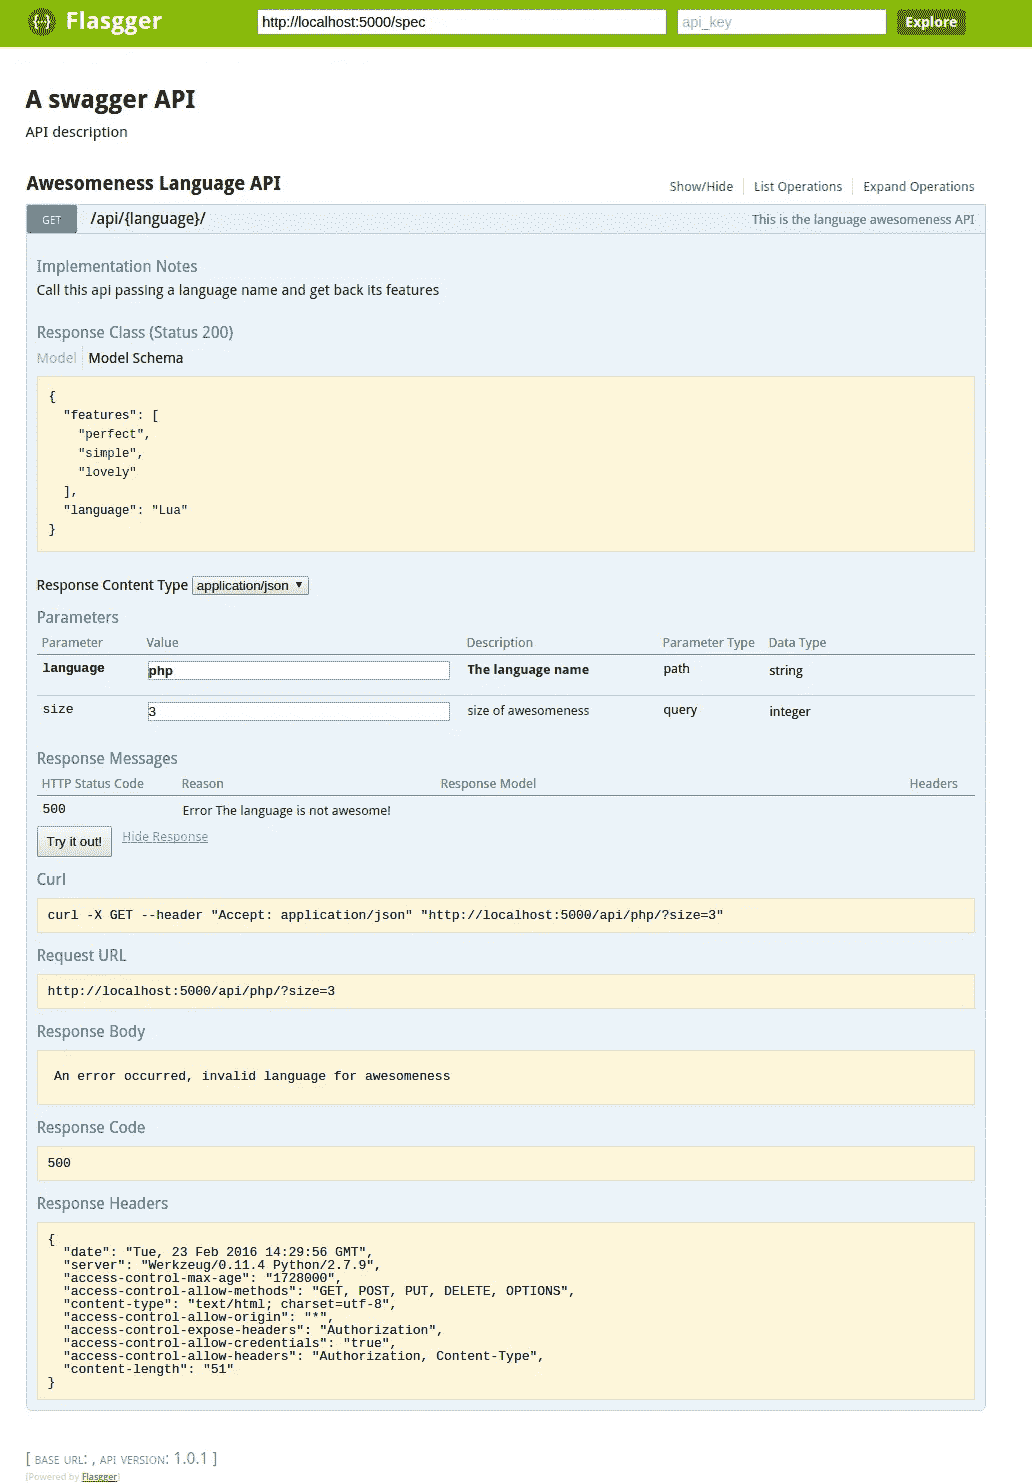 Flasgger http://localhost:5000/spec api_key Explore
A swagger API
API description
Awesomeness Language API Show/Hide List Operations Expand Operations
GET /api/{language}/ This is the language awesomeness API
Implementation Notes
Call this api passing a language name and get back its features
Response Class (Status 200)
Model Model Schema
{
  "features": [
    "perfect",
    "simple",
    "lovely"
  ],
  "language": "Lua"
}
Response Content Type application/json
Parameters
Parameter Value Description Parameter Type Data Type
language php The language name path string
size 3 size of awesomeness query integer
Response Messages
HTTP Status Code Reason Response Model Headers
500 Error The language is not awesome!
Try it out! Hide Response
Curl
curl -X GET --header "Accept: application/json" "http://localhost:5000/api/php/?size=3"
Request URL
http://localhost:5000/api/php/?size=3
Response Body
An error occurred, invalid language for awesomeness
Response Code
500
Response Headers
{
  "date": "Tue, 23 Feb 2016 14:29:56 GMT",
  "server": "Werkzeug/0.11.4 Python/2.7.9",
  "access-control-max-age": "1728000",
  "access-control-allow-methods": "GET, POST, PUT, DELETE, OPTIONS",
  "content-type": "text/html; charset=utf-8",
  "access-control-allow-origin": "*",
  "access-control-expose-headers": "Authorization",
  "access-control-allow-credentials": "true",
  "access-control-allow-headers": "Authorization, Content-Type",
  "content-length": "51"
}
[ BASE URL: , API VERSION: 1.0.1 ]
[Powered by Flasgger]